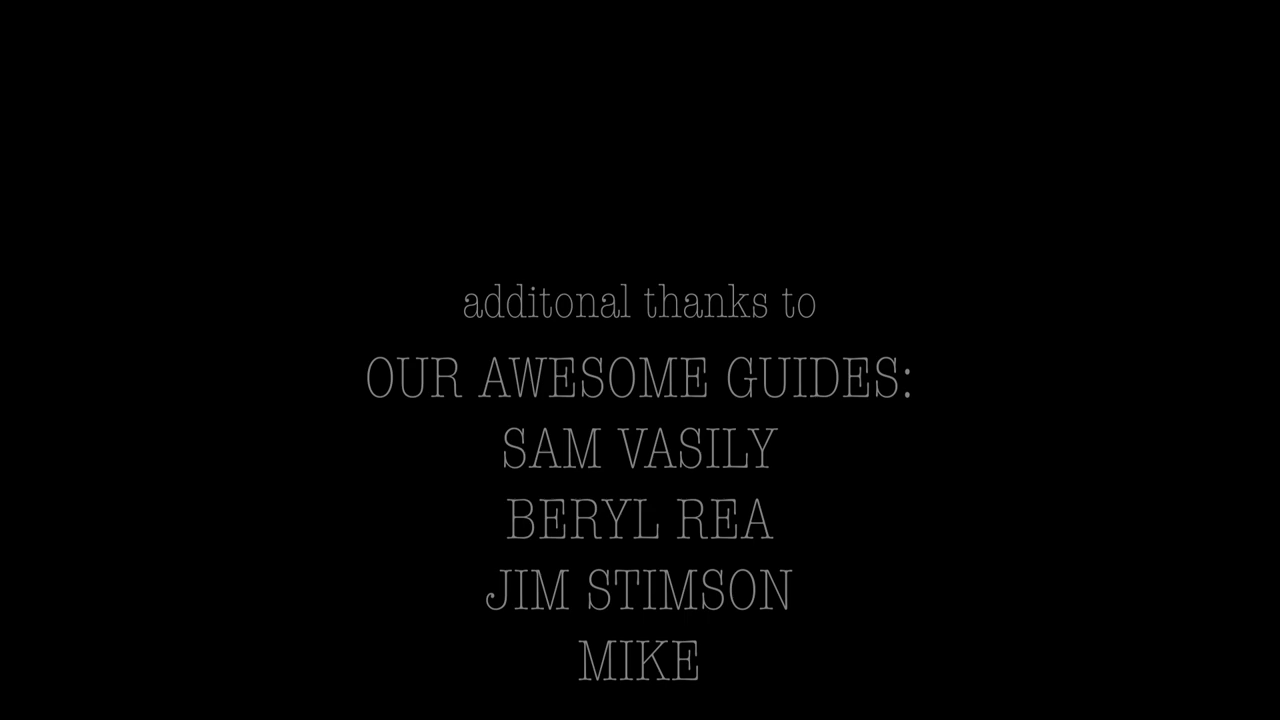 additonal thanks to
OUR AWESOME GUIDES:
SAM VASILY
BERYL REA
JIM STIMSON
MIKE